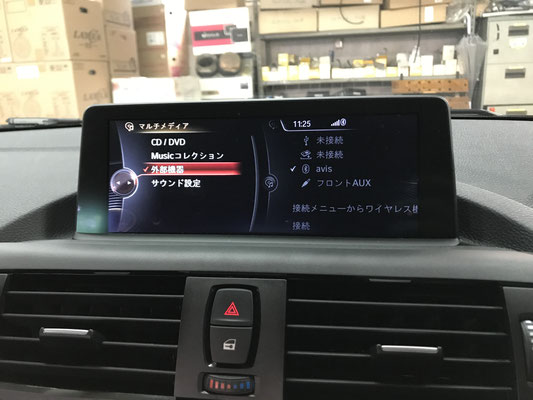 マルチメディア
CD / DVD
Musicコレクション
外部機器
サウンド設定
11:25
未接続
未接続
avis
フロントAUX
接続メニューからワイヤレス機
接続